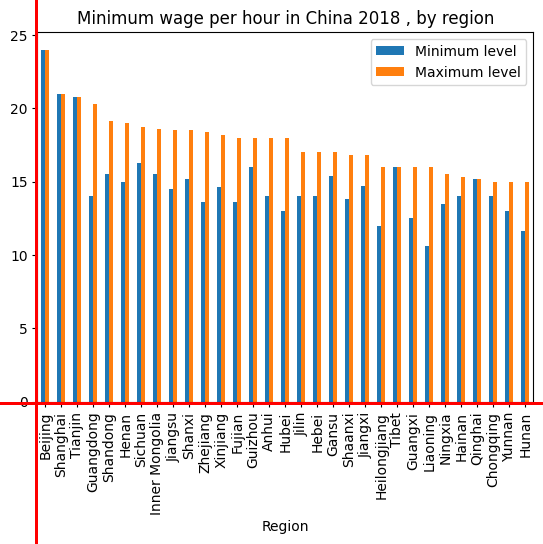 Minimum wage per hour in China 2018 , by region
Minimum level
Maximum level
25
20
15
10
5
0
Beijing
Shanghai
Tianjin
Guangdong
Shandong
Henan
Sichuan
Inner Mongolia
Jiangsu
Shanxi
Zhejiang
Xinjiang
Fujian
Guizhou
Anhui
Hubei
Jilin
Hebei
Gansu
Shaanxi
Jiangxi
Heilongjiang
Tibet
Guangxi
Liaoning
Ningxia
Hainan
Qinghai
Chongqing
Yunnan
Hunan
Region